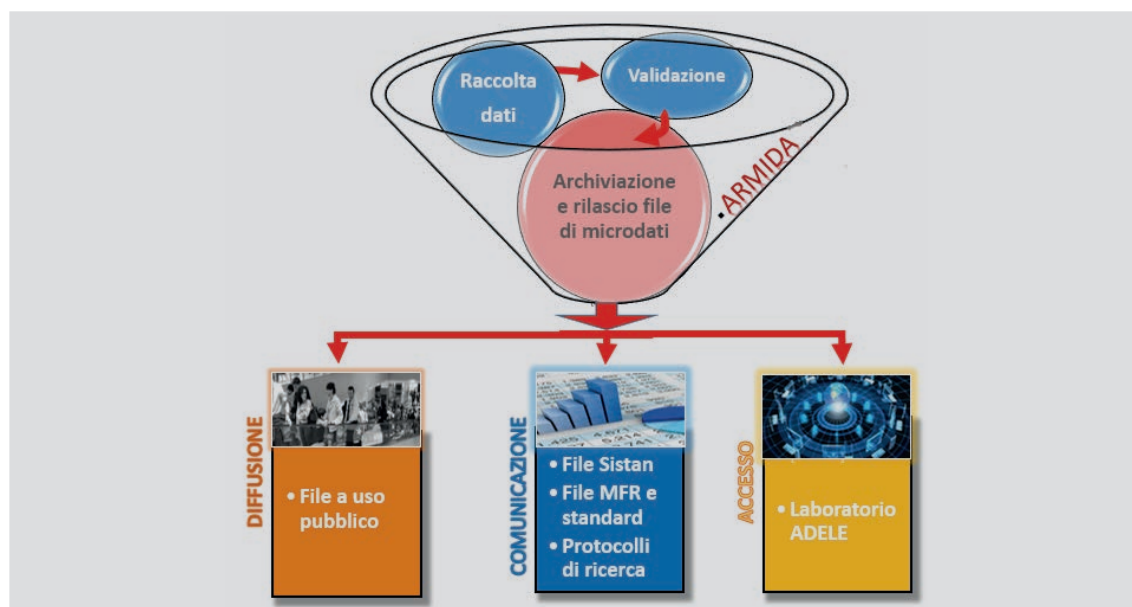 Raccolta
dati
Validazione
Archiviazione
e rilascio file
di microdati
.ARMIDA
DIFFUSIONE
• File a uso
pubblico
COMUNICAZIONE
• File Sistan
• File MFR e
standard
• Protocolli
di ricerca
ACCESSO
• Laboratorio
ADELE